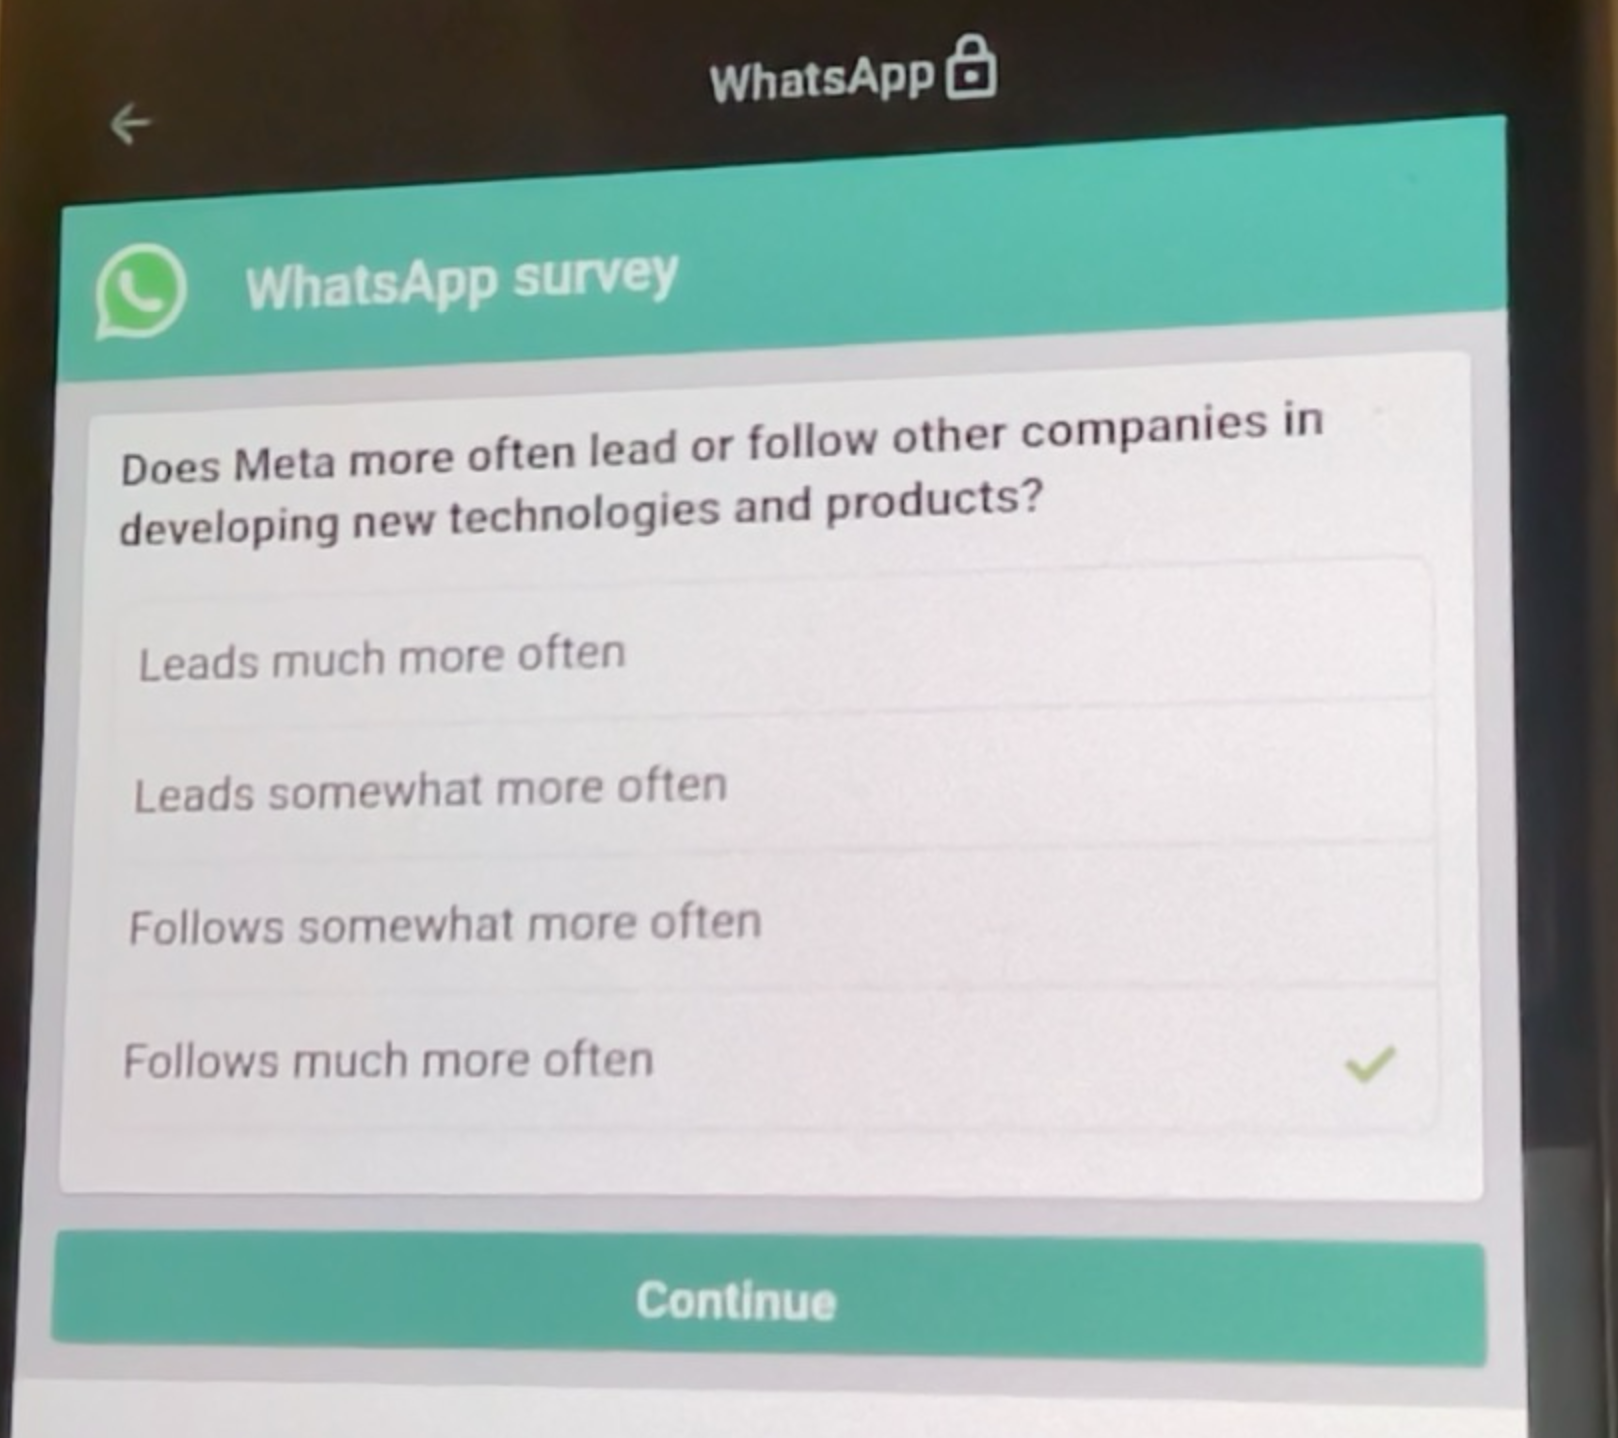 WhatsApp
WhatsApp survey
Does Meta more often lead or follow other companies in
developing new technologies and products?
Leads much more often
Leads somewhat more often
Follows somewhat more often
Follows much more often
Continue